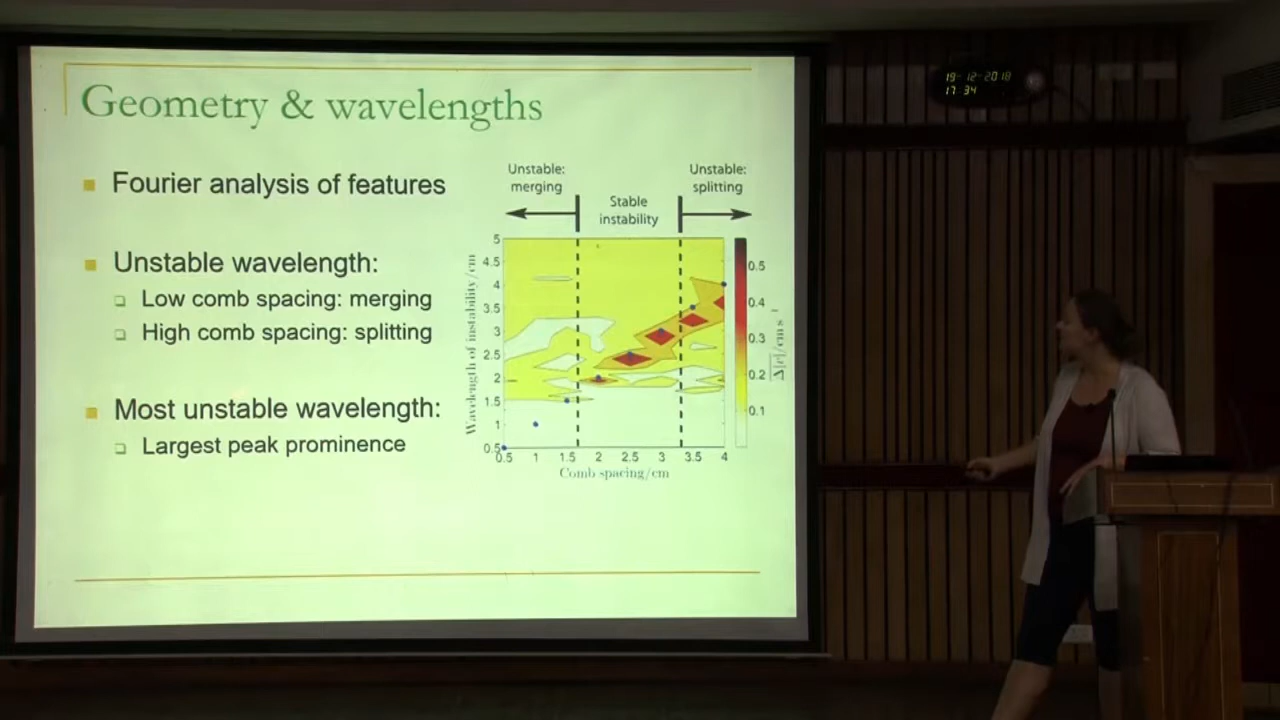 19-12-2018
17 34
Geometry & wavelengths
Fourier analysis of features
Unstable wavelength:
Low comb spacing: merging
High comb spacing: splitting
Most unstable wavelength:
Largest peak prominence
Unstable:
merging
Stable
instability
Unstable:
splitting
Wavelength of instability/cm
5
4.5
4
3.5
3
2.5
2
1.5
1
0.5
0.5 1 1.5 2 2.5 3 3.5 4
Comb spacing/cm
0.5
0.4
0.3
0.2
0.1